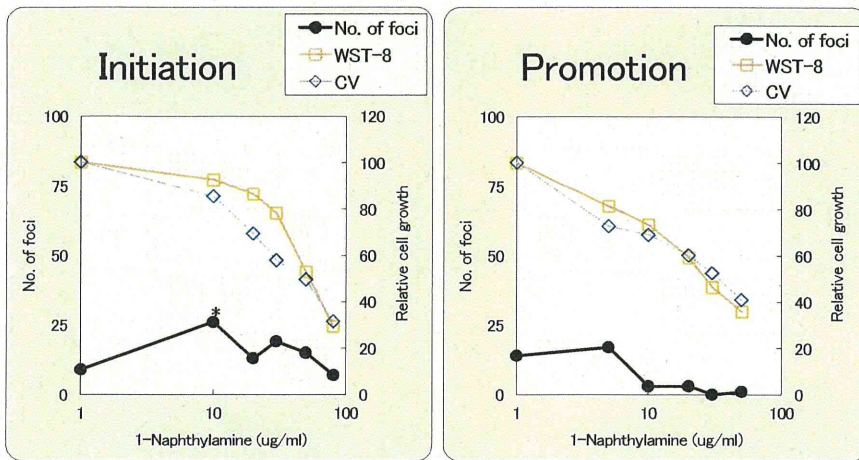 Initiation
No. of foci
WST-8
CV
100
75
50
25
0
No. of foci
120
100
80
60
40
20
0
Relative cell growth
*
1
10
100
1-Naphthylamine (ug/ml)
Promotion
No. of foci
WST-8
CV
100
75
50
25
0
No. of foci
120
100
80
60
40
20
0
Relative cell growth
1
10
100
1-Naphthylamine (ug/ml)